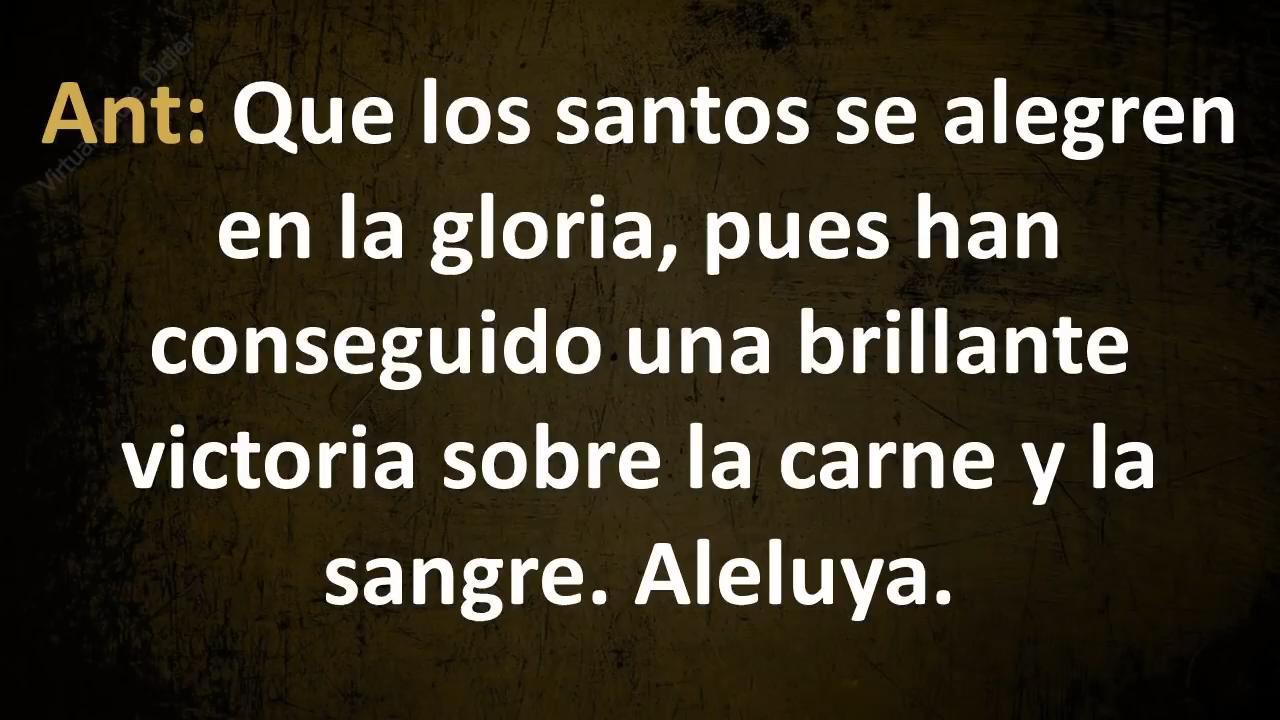 Ant: Que los santos se alegren
en la gloria, pues han
conseguido una brillante
victoria sobre la carne y la
sangre. Aleluya.